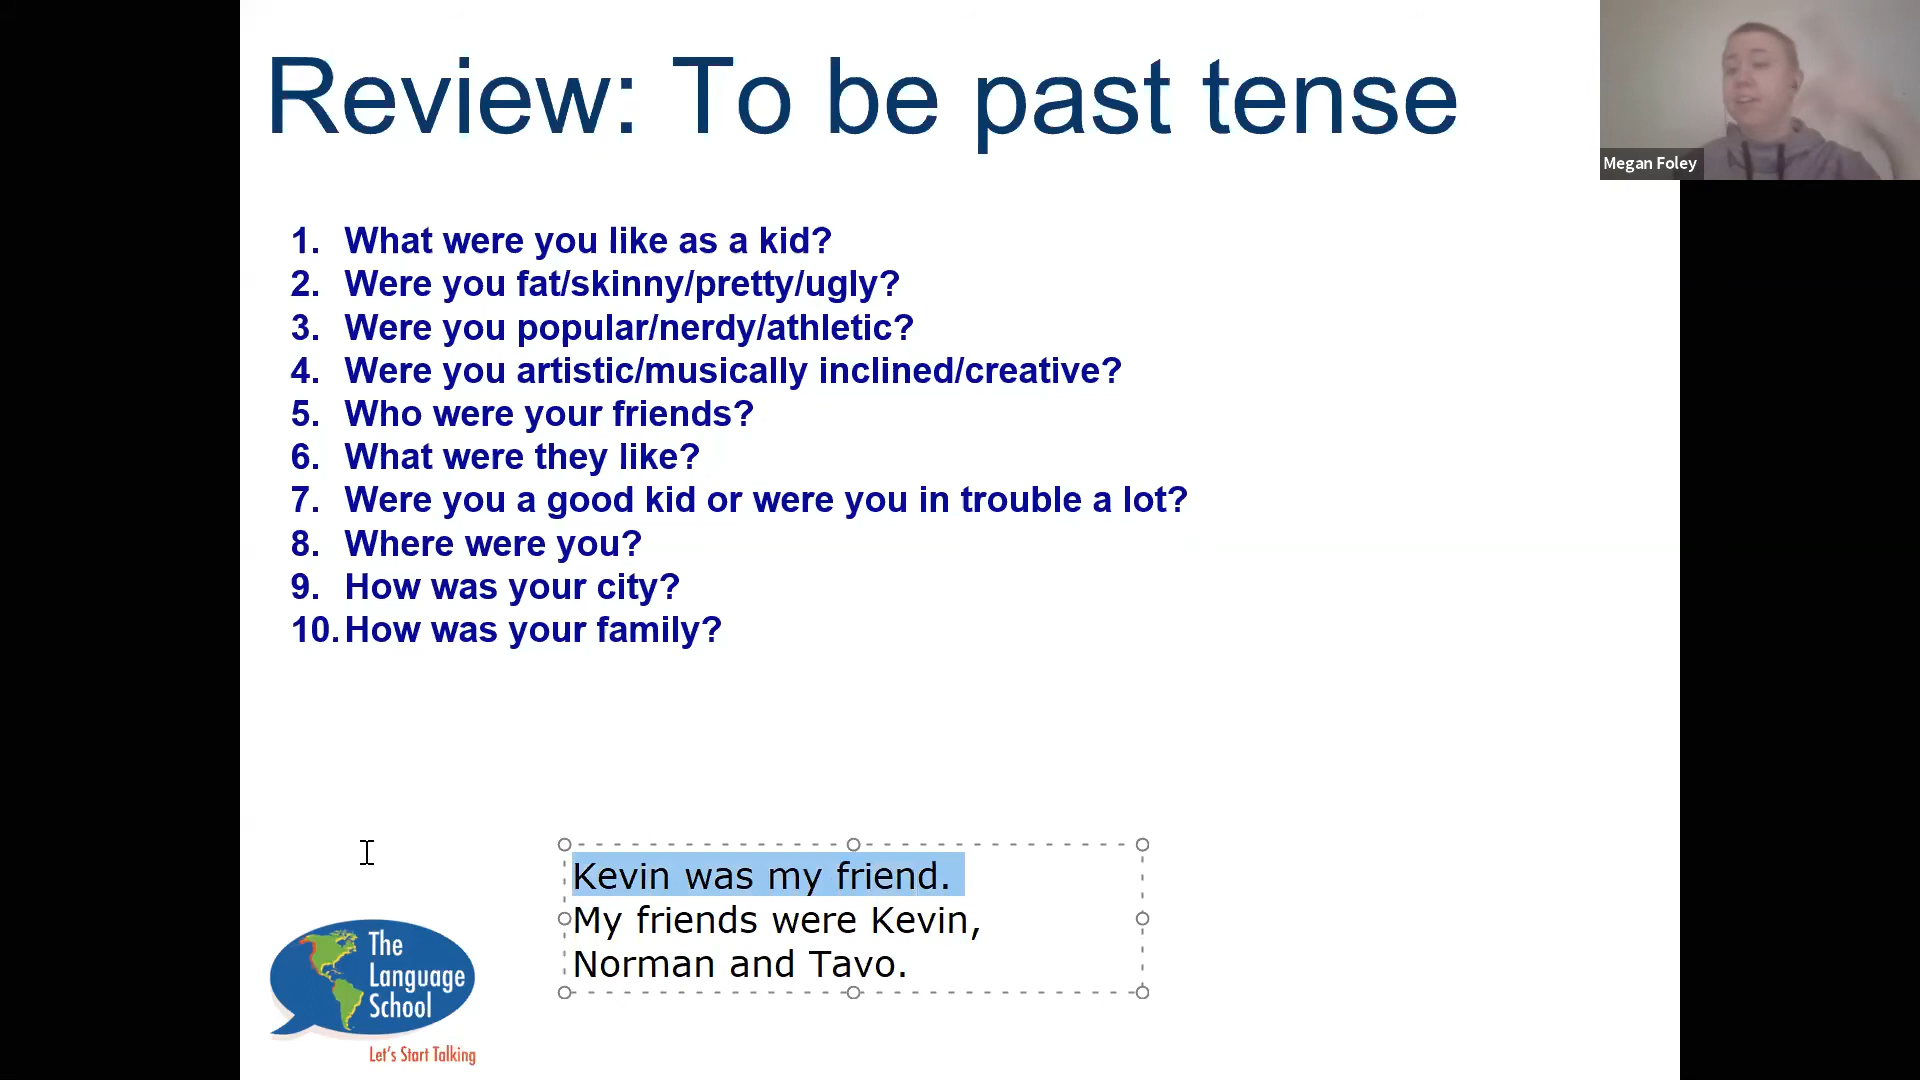 Review: To be past tense
Megan Foley
1. What were you like as a kid?
2. Were you fat/skinny/pretty/ugly?
3. Were you popular/nerdy/athletic?
4. Were you artistic/musically inclined/creative?
5. Who were your friends?
6. What were they like?
7. Were you a good kid or were you in trouble a lot?
8. Where were you?
9. How was your city?
10. How was your family?
Kevin was my friend.
My friends were Kevin,
Norman and Tavo.
The
Language
School
Let's Start Talking